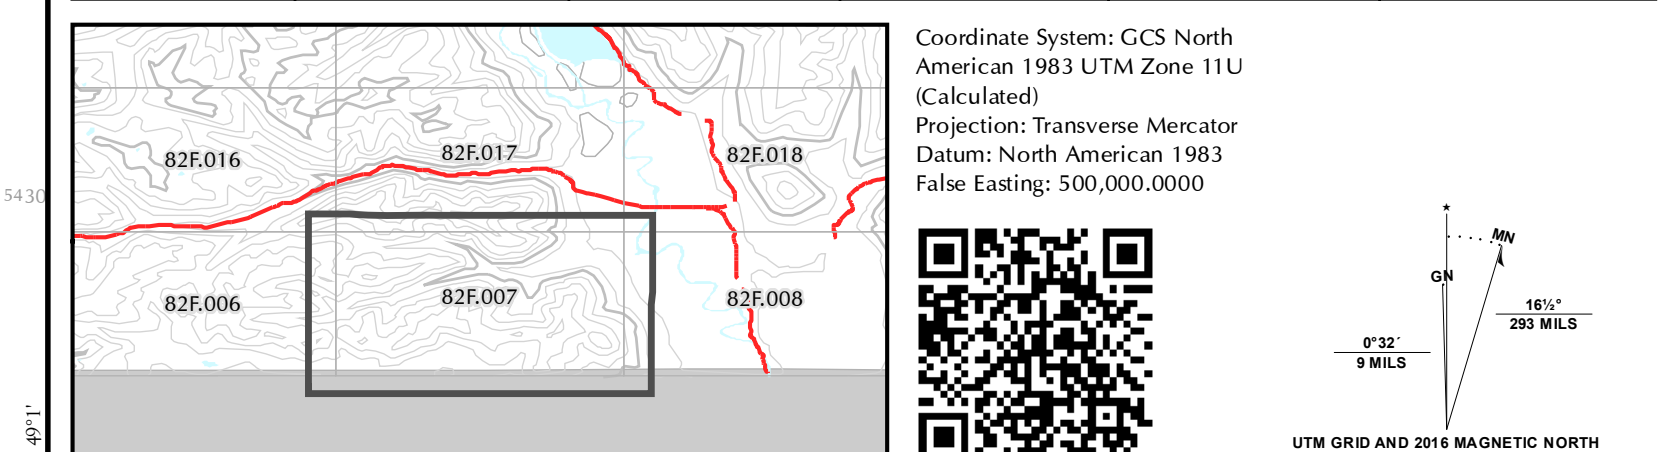 Coordinate System: GCS North
American 1983 UTM Zone 11U
(Calculated)
Projection: Transverse Mercator
Datum: North American 1983
False Easting: 500,000.0000
82F.016
82F.017
82F.018
5430
82F.006
82F.007
82F.008
49°1'
MN
GN
16½°
293 MILS
0°32´
9 MILS
UTM GRID AND 2016 MAGNETIC NORTH